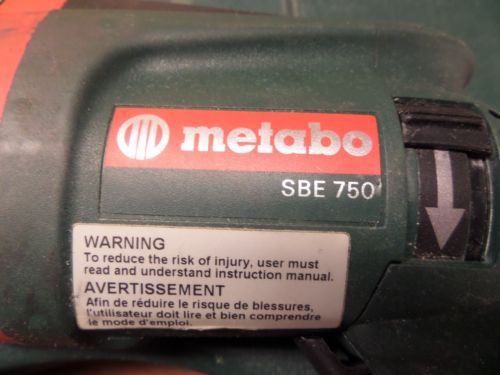 metabo
SBE 750
WARNING
To reduce the risk of injury, user must
read and understand instruction manual.
AVERTISSEMENT
Afin de réduire le risque de blessures,
l'utilisateur doit lire et bien comprendre
le mode d'emploi.